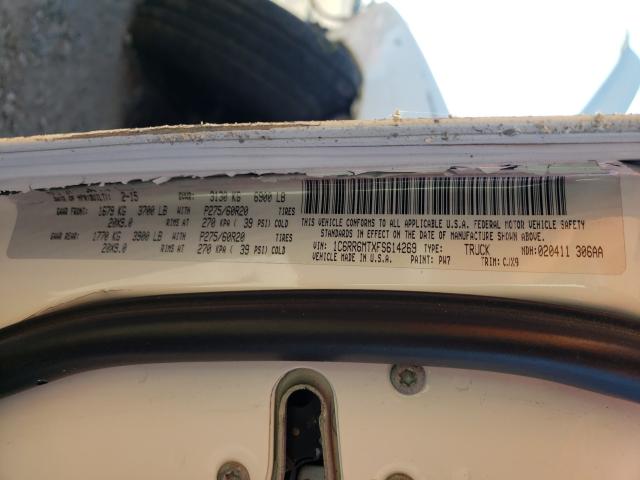 DATE OF MFR 2-15 GVWR: 3130 KG 6900 LB
GAWR FRONT: 1679 KG 3700 LB WITH P275/60R20 TIRES
20X9.0 RIMS AT 270 KPA ( 39 PSI) COLD
GAWR REAR: 1770 KG 3900 LB WITH P275/60R20 TIRES
20X9.0 RIMS AT 270 KPA ( 39 PSI) COLD
THIS VEHICLE CONFORMS TO ALL APPLICABLE U.S.A. FEDERAL MOTOR VEHICLE SAFETY
STANDARDS IN EFFECT ON THE DATE OF MANUFACTURE SHOWN ABOVE.
VIN: 1C6RR6MTXFS614269 TYPE: TRUCK MDH:020411 306AA
VEHICLE MADE IN U.S.A. PAINT: PW7 TRIM: CJX9